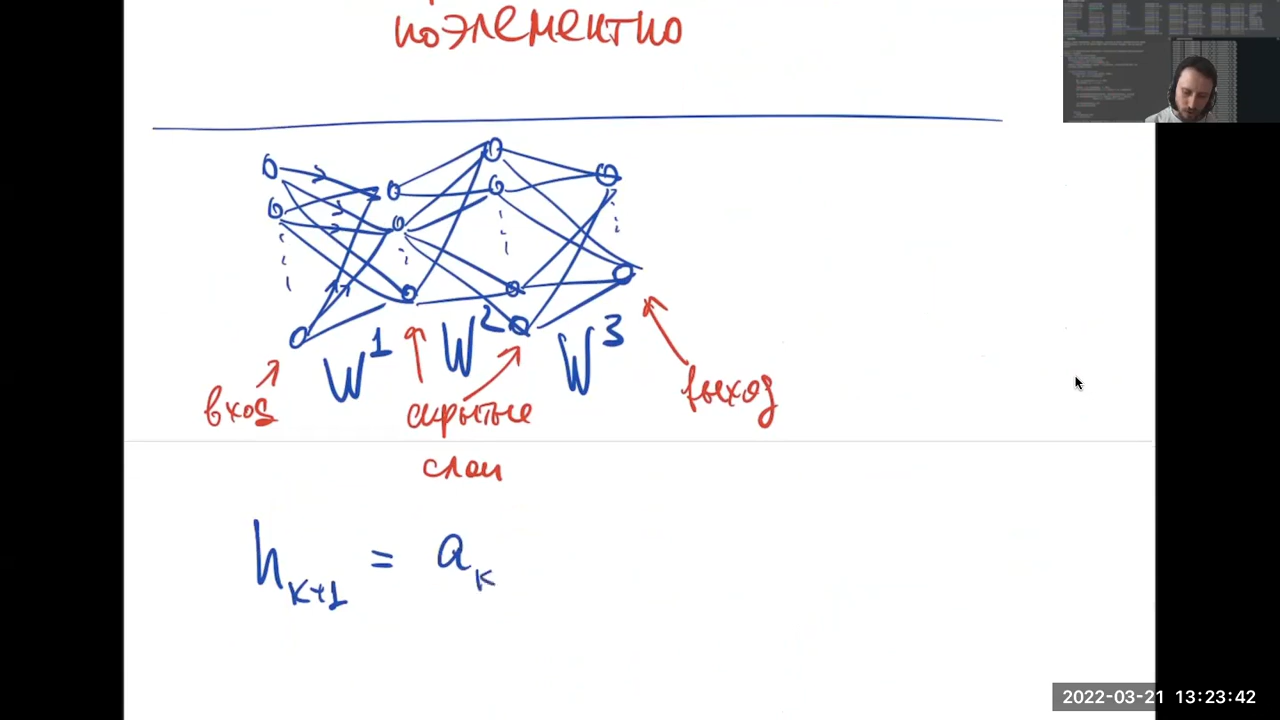 поэлементно
W¹ W² W³
вход скрытые выход
слои
h_{k+1} = a_k
2022-03-21 13:23:42